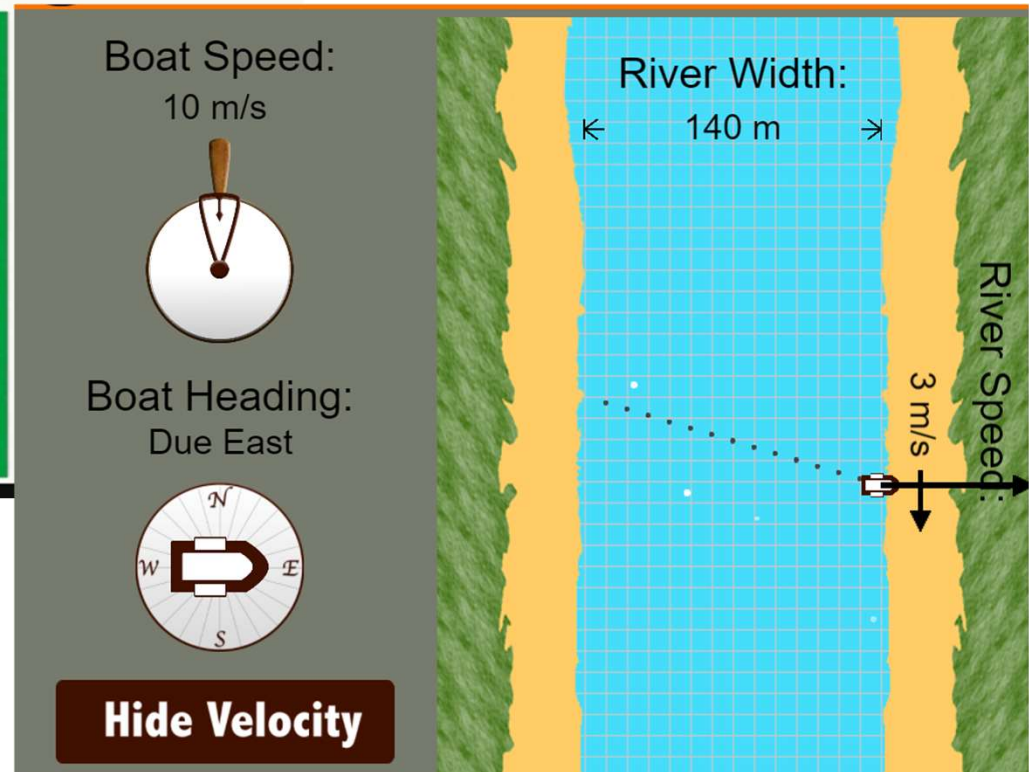 Boat Speed:
10 m/s
Boat Heading:
Due East
N
W
E
S
Hide Velocity
River Width:
140 m
River Speed:
3 m/s